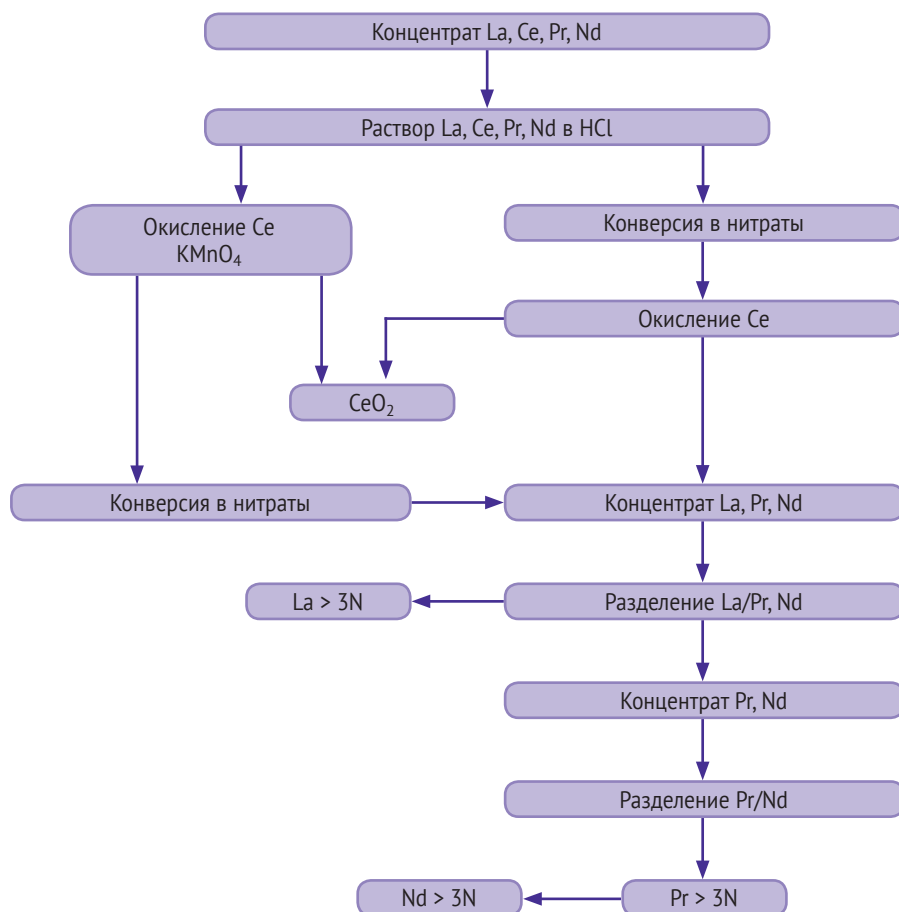 Концентрат La, Ce, Pr, Nd
Раствор La, Ce, Pr, Nd в HCl
Окисление Ce
KMnO₄
Конверсия в нитраты
Окисление Ce
CeO₂
Конверсия в нитраты
Концентрат La, Pr, Nd
La > 3N
Разделение La/Pr, Nd
Концентрат Pr, Nd
Разделение Pr/Nd
Nd > 3N
Pr > 3N